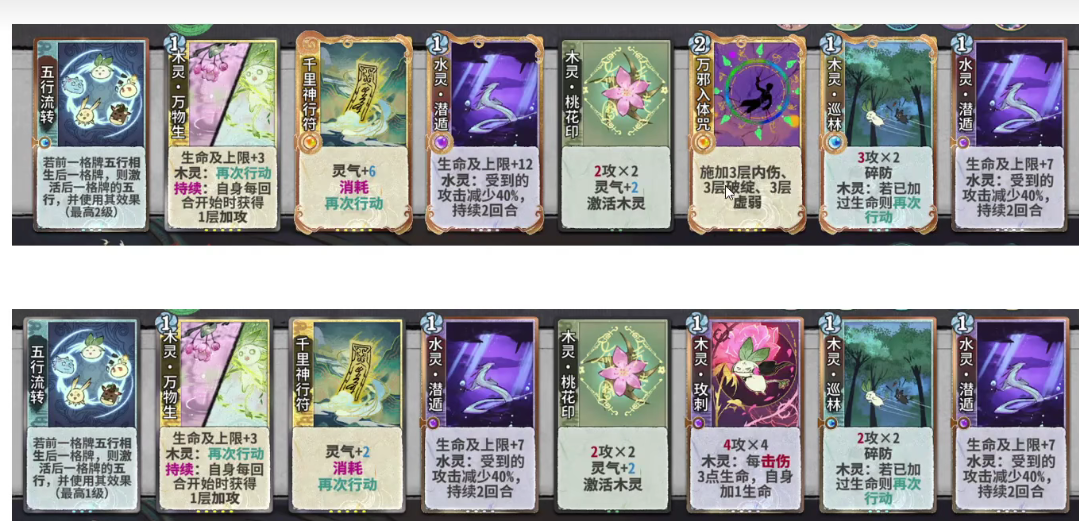 五行流转
若前一格牌五行相
生后一格牌，则激
活后一格牌的五
行，并使用其效果
（最高2级）
1
木灵·万物生
生命及上限+3
木灵：再次行动
持续：自身每回
合开始时获得
1层加攻
千里神行符
灵气+6
消耗
再次行动
1
水灵·潜遁
生命及上限+12
水灵：受到的
攻击减少40%，
持续2回合
木灵·桃花印
2攻×2
灵气+2
激活木灵
2
万邪入体咒
施加3层内伤、
3层破绽、3层
虚弱
1
木灵·巡林
3攻×2
碎防
木灵：若已加
过生命则再次
行动
1
水灵·潜遁
生命及上限+7
水灵：受到的
攻击减少40%，
持续2回合
五行流转
若前一格牌五行相
生后一格牌，则激
活后一格牌的五
行，并使用其效果
（最高1级）
1
木灵·万物生
生命及上限+3
木灵：再次行动
持续：自身每回
合开始时获得
1层加攻
千里神行符
灵气+2
消耗
再次行动
1
水灵·潜遁
生命及上限+7
水灵：受到的
攻击减少40%，
持续2回合
木灵·桃花印
2攻×2
灵气+2
激活木灵
1
木灵·玫刺
4攻×4
木灵：每击伤
3点生命，自身
加1生命
1
木灵·巡林
2攻×2
碎防
木灵：若已加
过生命则再次
行动
1
水灵·潜遁
生命及上限+7
水灵：受到的
攻击减少40%，
持续2回合